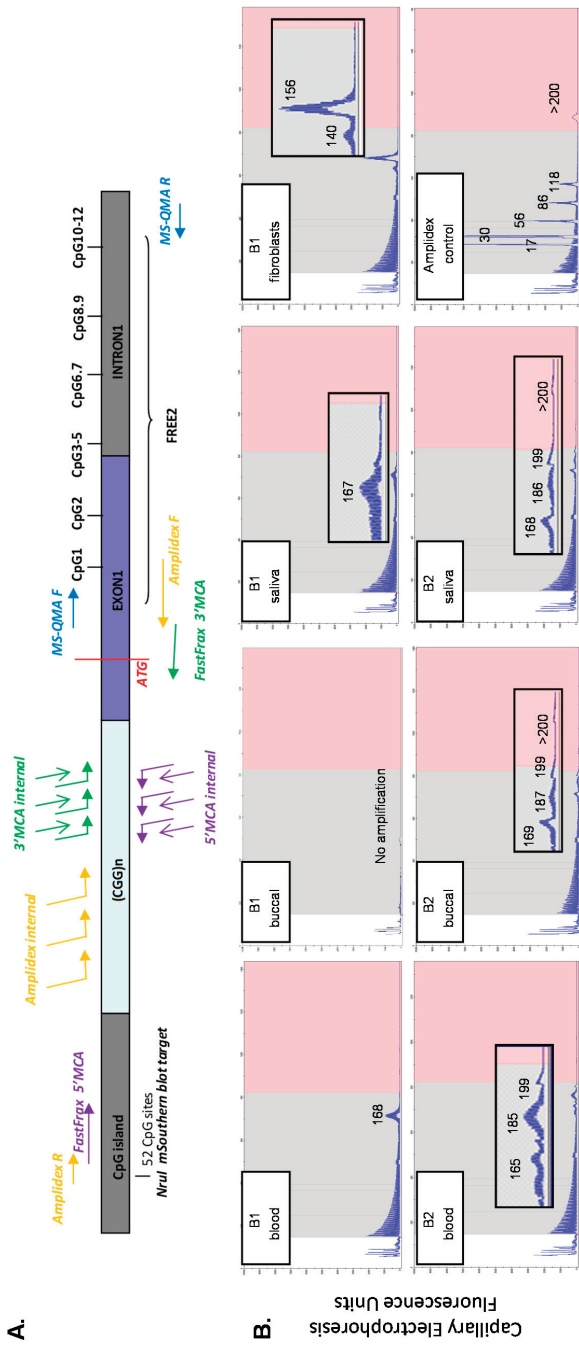 A.
Amplidex R
FastFrax 5'MCA
Amplidex internal
3'MCA internal
MS-QMA F
CpG1
CpG2
CpG3-5
CpG6.7
CpG8.9
CpG10-12
CpG island
(CGG)n
EXON1
INTRON1
MS-QMA R
52 CpG sites
NruI mSouthern blot target
5'MCA internal
ATG
Amplidex F
FastFrax 3'MCA
FREE2
B.
Capillary Electrophoresis
Fluorescence Units
B1
blood
168
B1
buccal
No amplification
B1
saliva
167
B1
fibroblasts
140
156
B2
blood
165
185
199
B2
buccal
169
187
199
>200
B2
saliva
168
186
199
>200
Amplidex
control
17
30
56
86
118
>200